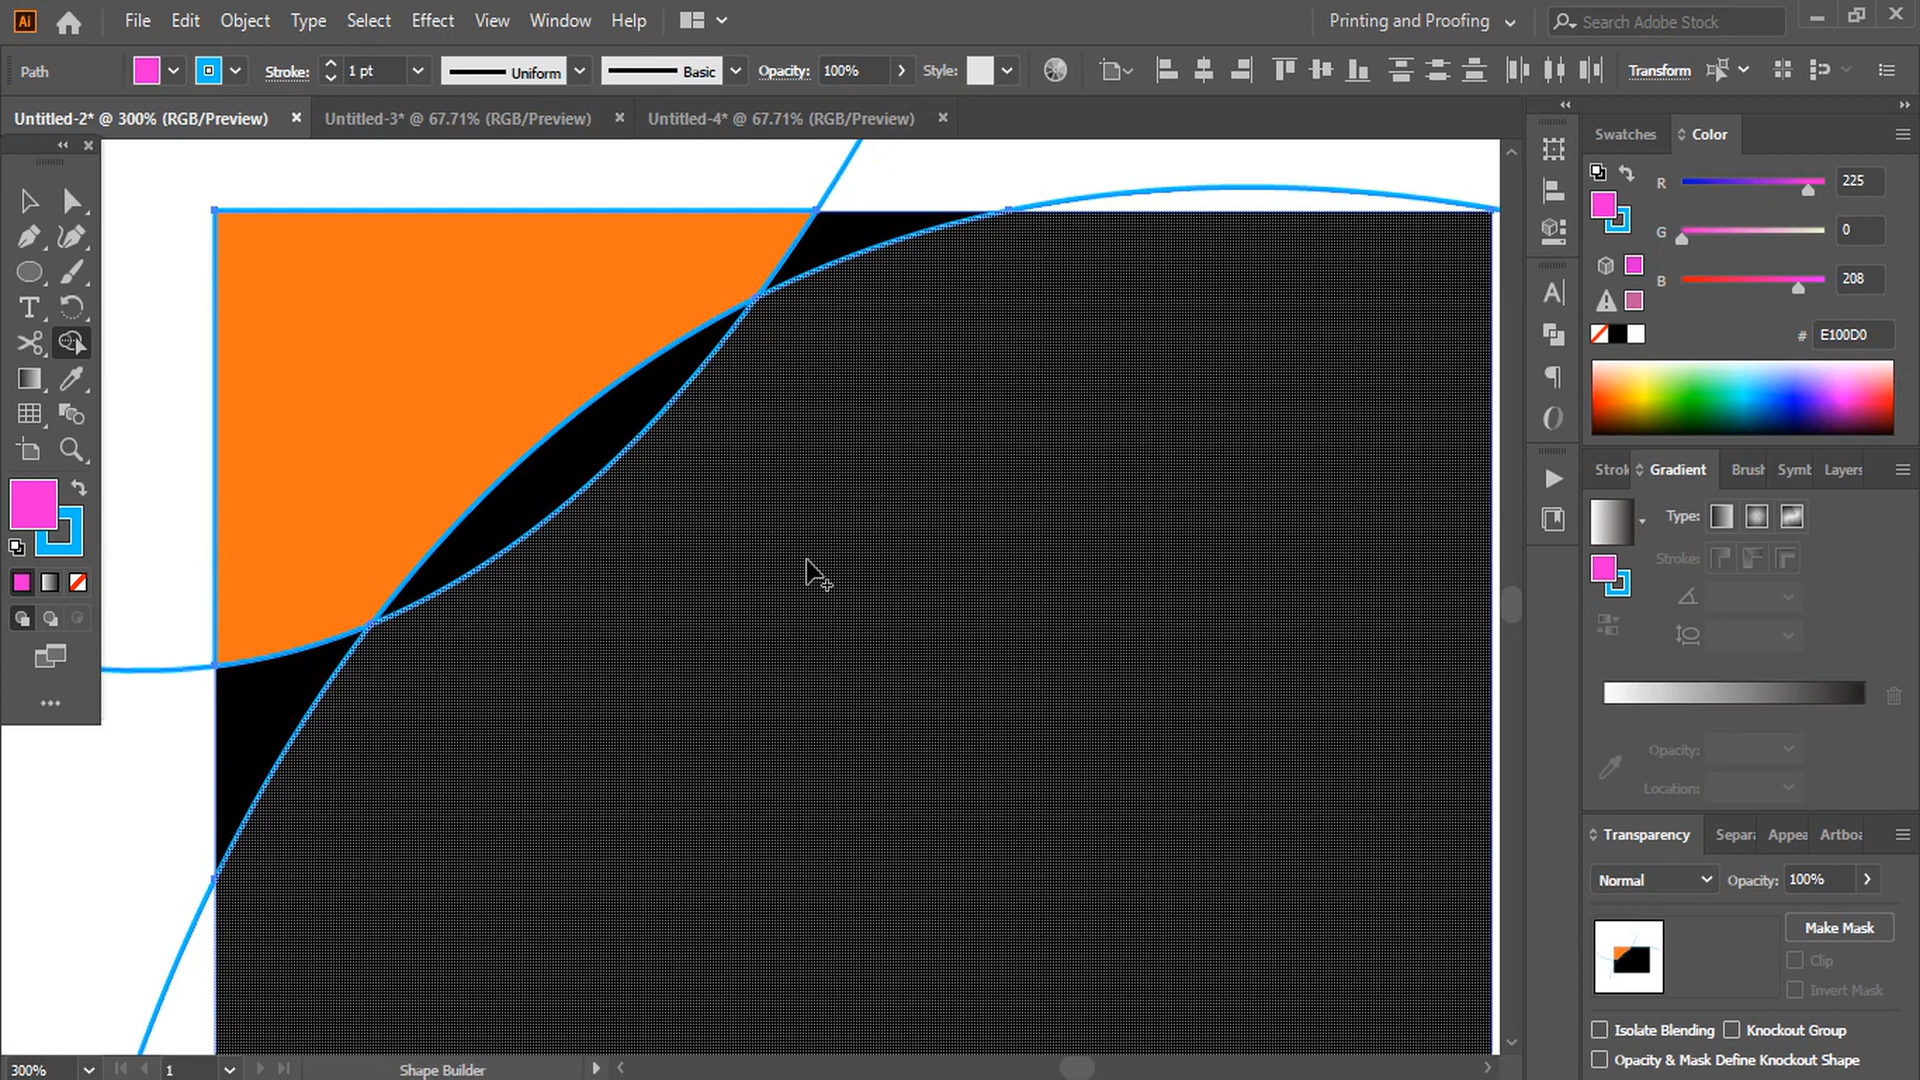 Ai File Edit Object Type Select Effect View Window Help Printing and Proofing Search Adobe Stock
Path Stroke: 1 pt Uniform Basic Opacity: 100% Style: Transform
Untitled-2* @ 300% (RGB/Preview) Untitled-3* @ 67.71% (RGB/Preview) Untitled-4* @ 67.71% (RGB/Preview)
Swatches Color
R 225
G 0
B 208
# E100D0
Strok Gradient Brush Symb Layers
Type:
Stroke:
Opacity:
Location:
Transparency Separ Appea Artboa
Normal Opacity: 100%
Make Mask
Clip
Invert Mask
Isolate Blending Knockout Group
Opacity & Mask Define Knockout Shape
300% 1 Shape Builder